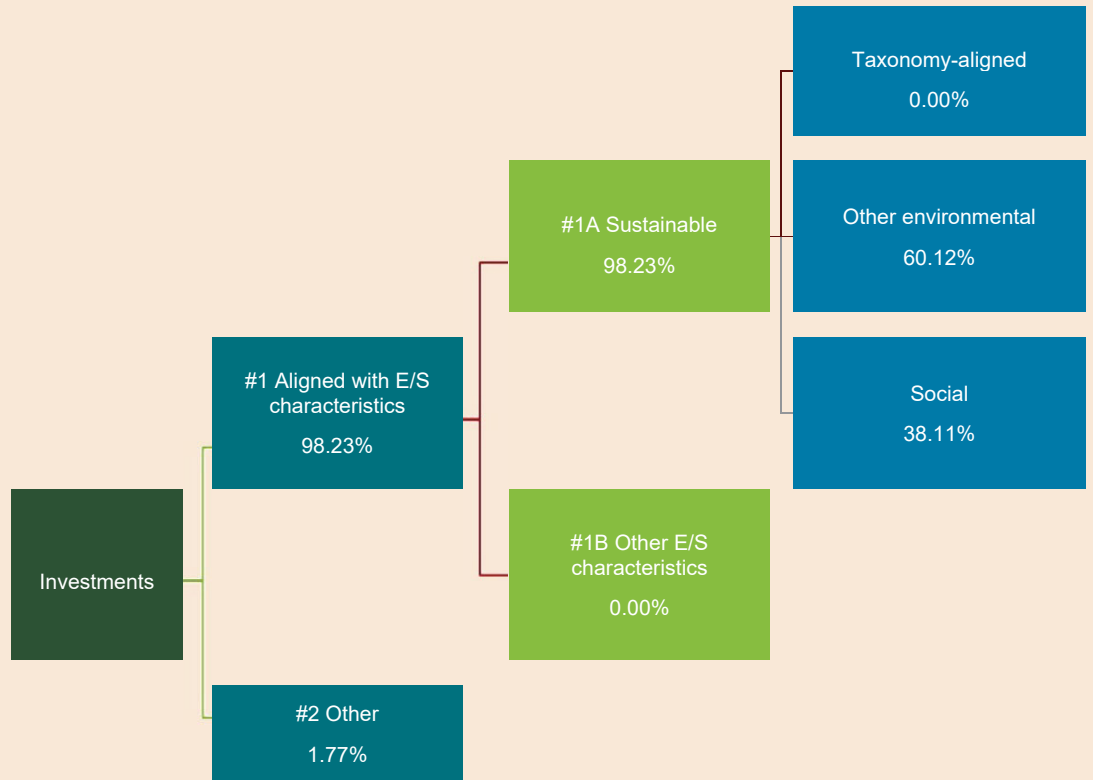 Taxonomy-aligned
0.00%
#1A Sustainable
98.23%
Other environmental
60.12%
#1 Aligned with E/S
characteristics
98.23%
Social
38.11%
Investments
#1B Other E/S
characteristics
0.00%
#2 Other
1.77%